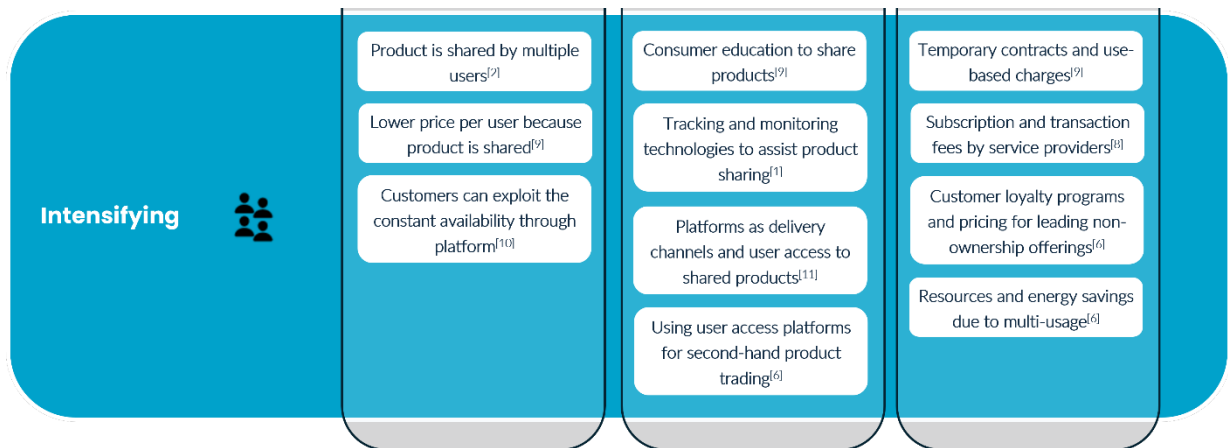 Intensifying
Product is shared by multiple
users[2]
Lower price per user because
product is shared[9]
Customers can exploit the
constant availability through
platform[10]
Consumer education to share
products[9]
Tracking and monitoring
technologies to assist product
sharing[1]
Platforms as delivery
channels and user access to
shared products[11]
Using user access platforms
for second-hand product
trading[6]
Temporary contracts and use-
based charges[9]
Subscription and transaction
fees by service providers[8]
Customer loyalty programs
and pricing for leading non-
ownership offerings[6]
Resources and energy savings
due to multi-usage[6]